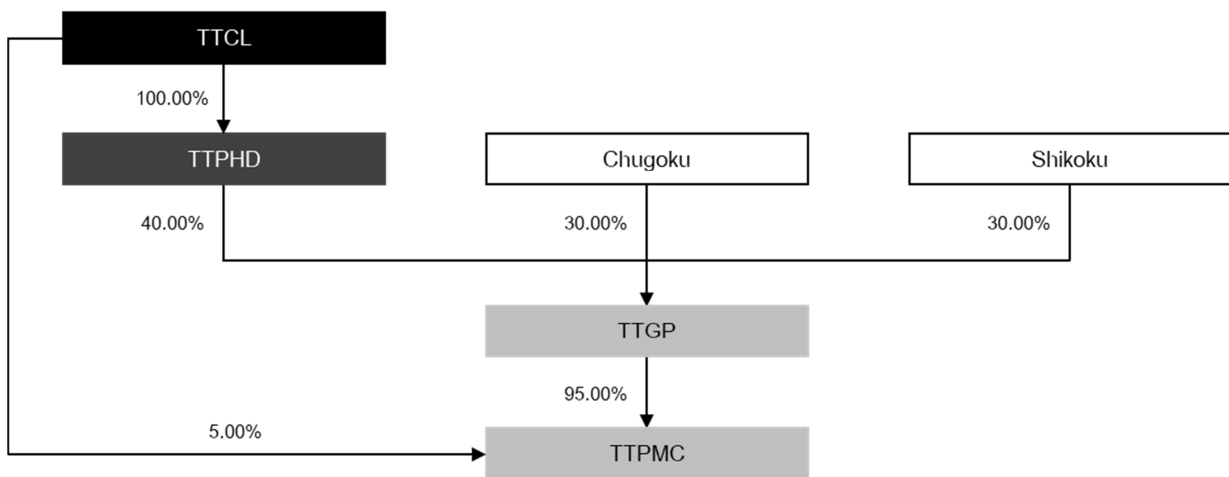 TTCL
100.00%
TTPHD
Chugoku
Shikoku
40.00%
30.00%
30.00%
TTGP
95.00%
5.00%
TTPMC